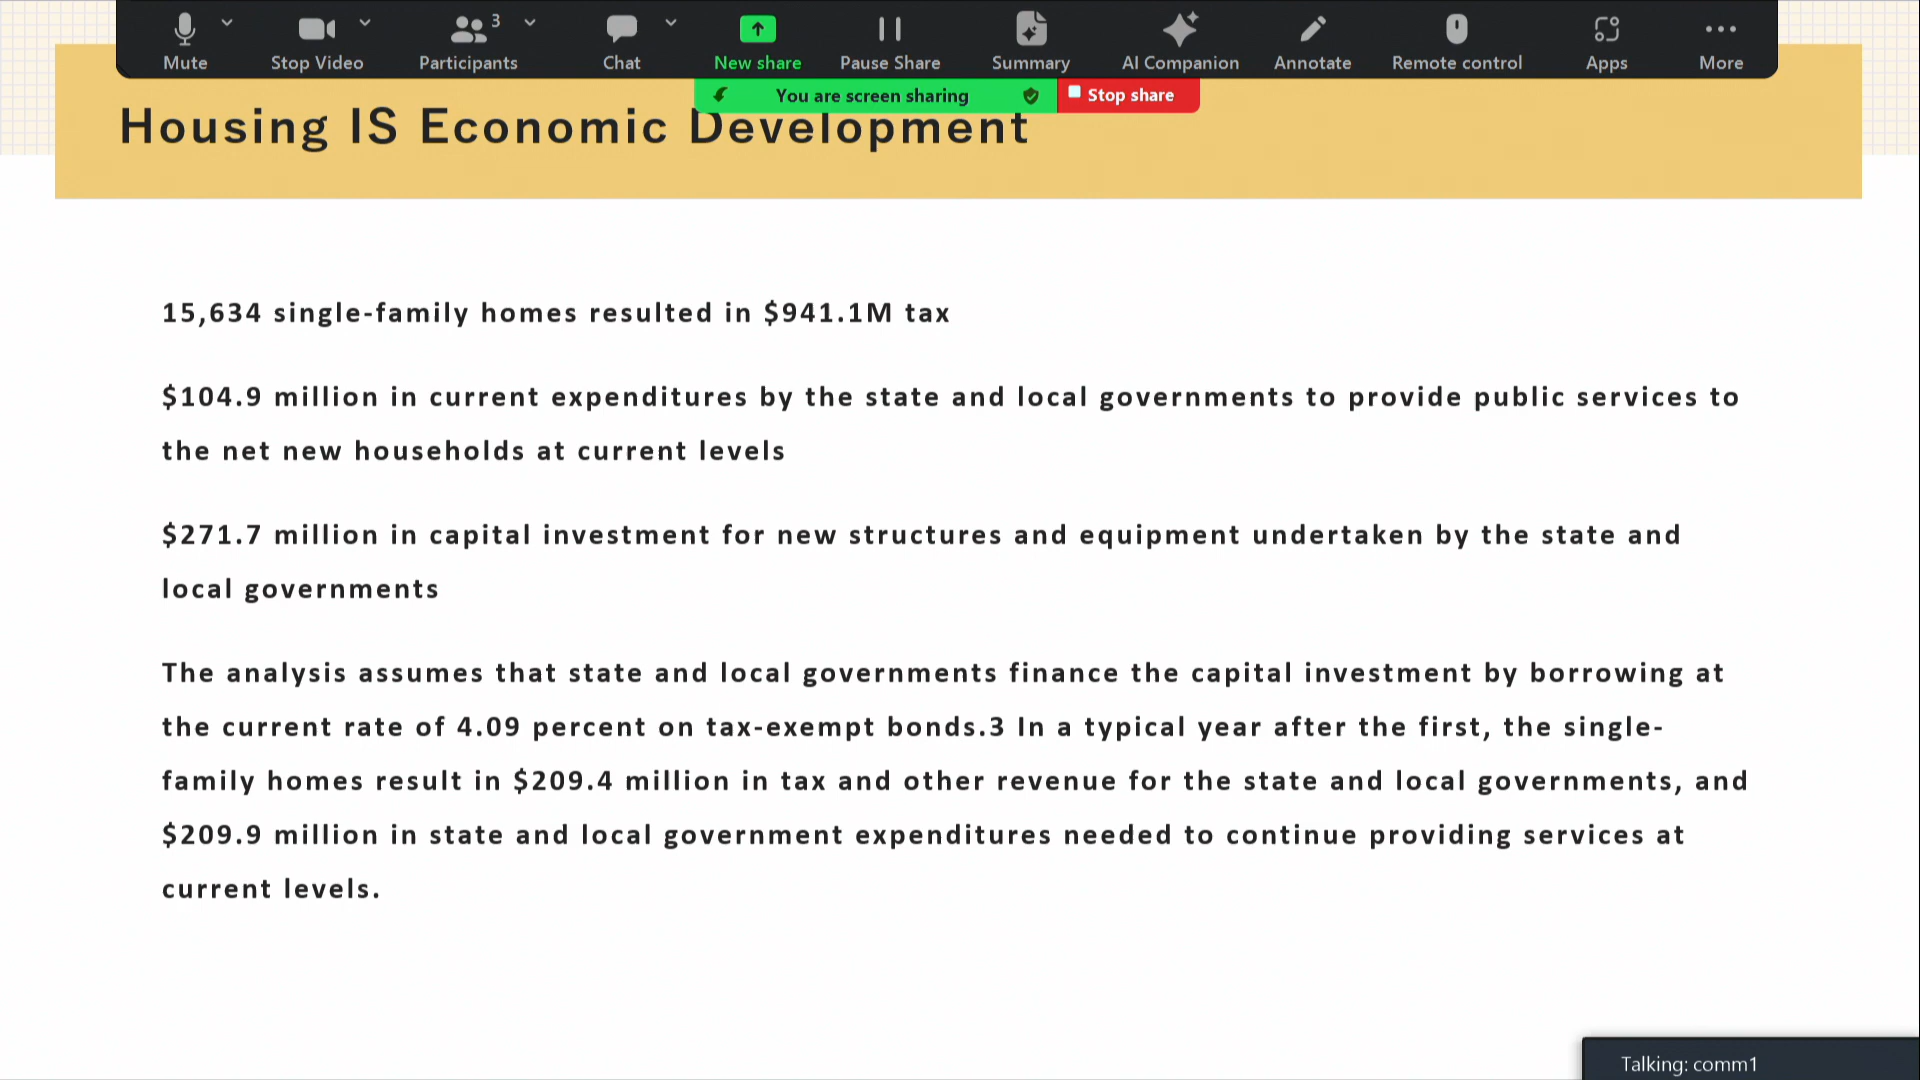 3
Mute
Stop Video
Participants
Chat
New share
Pause Share
Summary
AI Companion
Annotate
Remote control
Apps
More
You are screen sharing
Stop share
Housing IS Economic Development
15,634 single-family homes resulted in $941.1M tax
$104.9 million in current expenditures by the state and local governments to provide public services to
the net new households at current levels
$271.7 million in capital investment for new structures and equipment undertaken by the state and
local governments
The analysis assumes that state and local governments finance the capital investment by borrowing at
the current rate of 4.09 percent on tax-exempt bonds.3 In a typical year after the first, the single-
family homes result in $209.4 million in tax and other revenue for the state and local governments, and
$209.9 million in state and local government expenditures needed to continue providing services at
current levels.
Talking: comm1